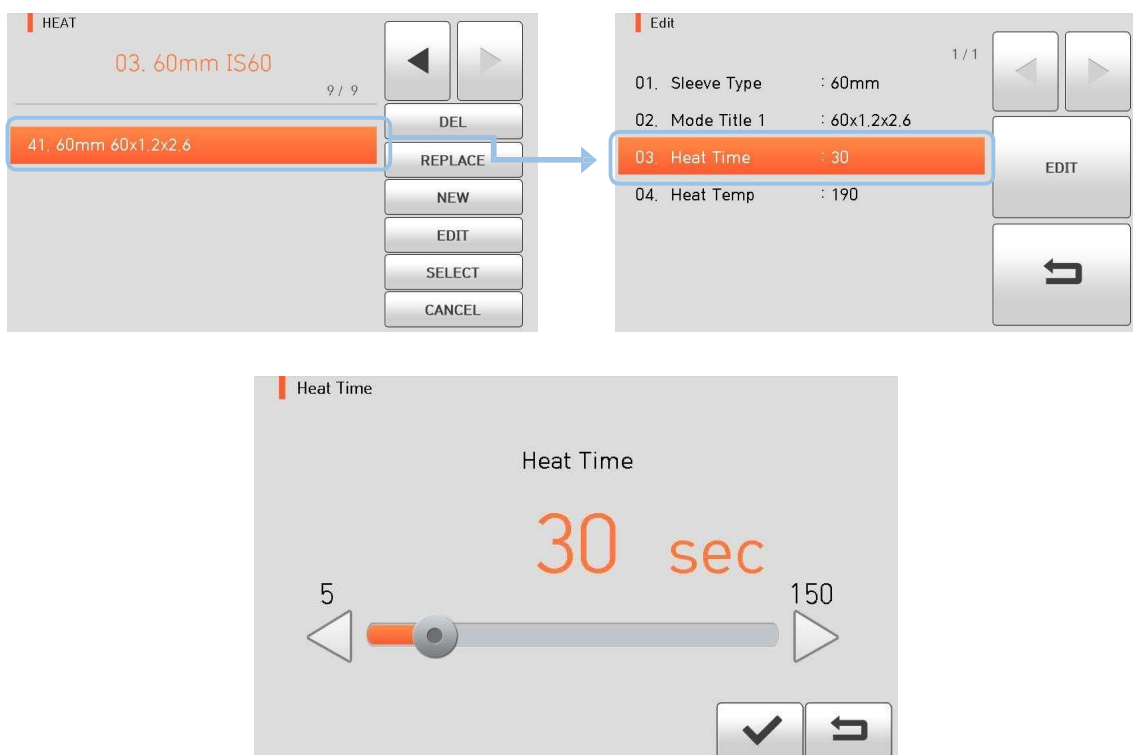 HEAT
03. 60mm IS60
9 / 9
41. 60mm 60x1.2x2.6
DEL
REPLACE
NEW
EDIT
SELECT
CANCEL
Edit
1 / 1
01. Sleeve Type : 60mm
02. Mode Title 1 : 60x1.2x2.6
03. Heat Time : 30
04. Heat Temp : 190
EDIT
Heat Time
Heat Time
30 sec
5 150